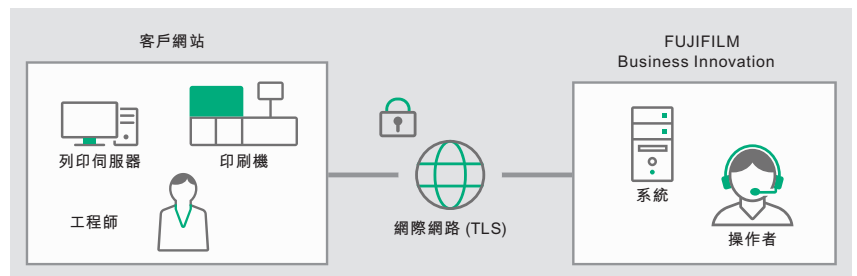 客戶網站
FUJIFILM
Business Innovation
列印伺服器
印刷機
工程師
網際網路 (TLS)
系統
操作者